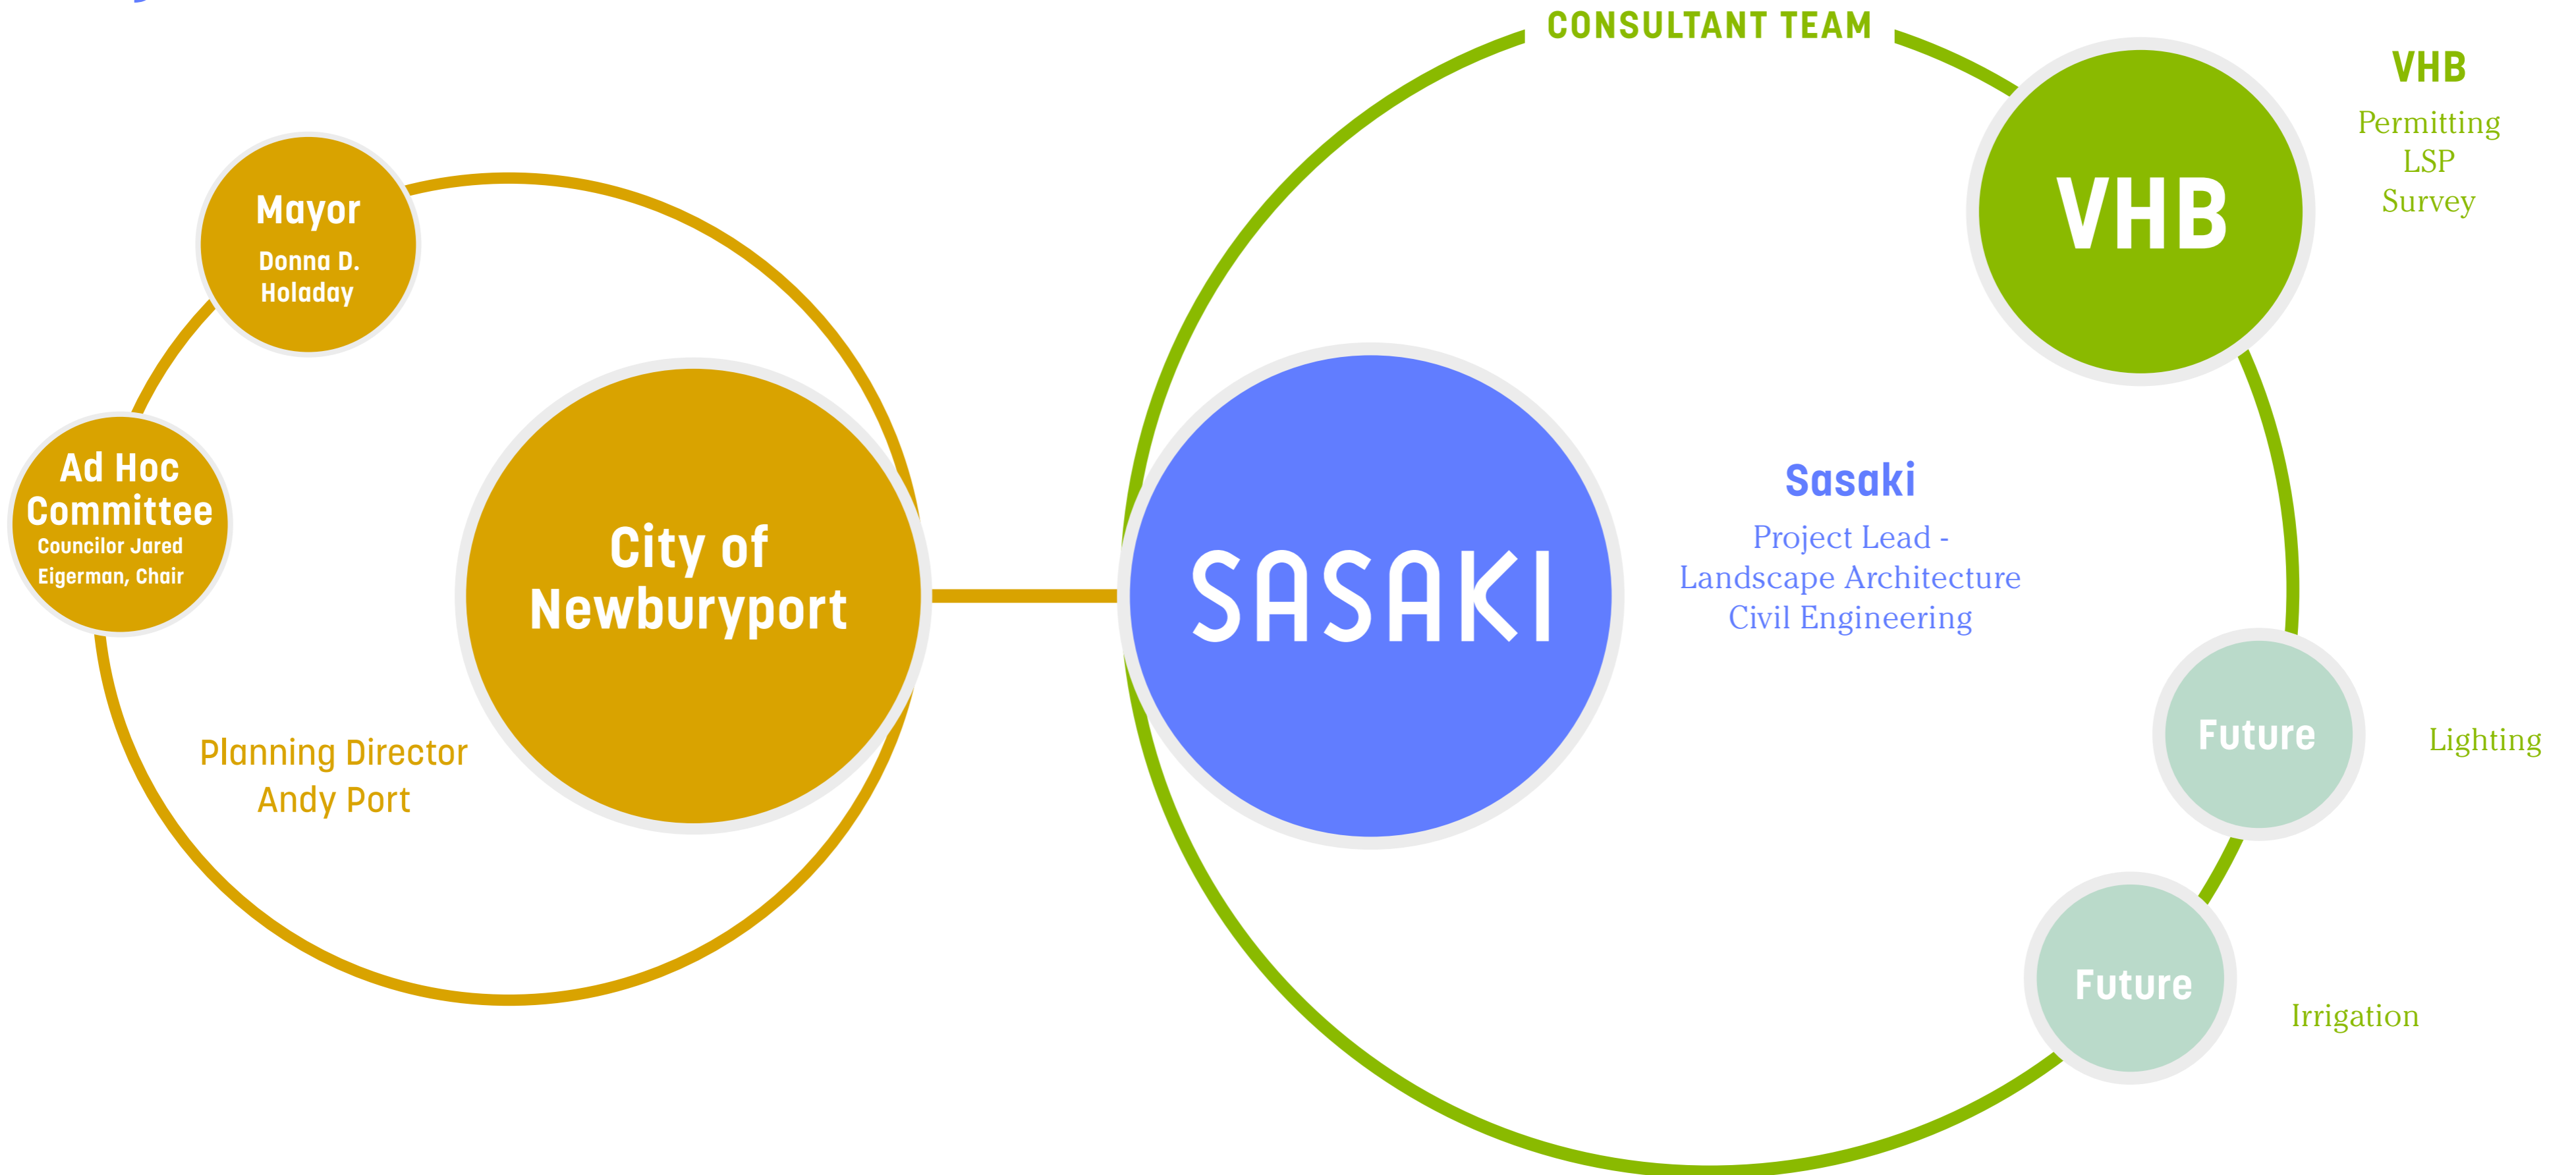 CONSULTANT TEAM
Mayor
Donna D.
Holaday
Ad Hoc
Committee
Councilor Jared
Eigerman, Chair
City of
Newburyport
Planning Director
Andy Port
SASAKI
Sasaki
Project Lead -
Landscape Architecture
Civil Engineering
VHB
VHB
Permitting
LSP
Survey
Future
Lighting
Future
Irrigation